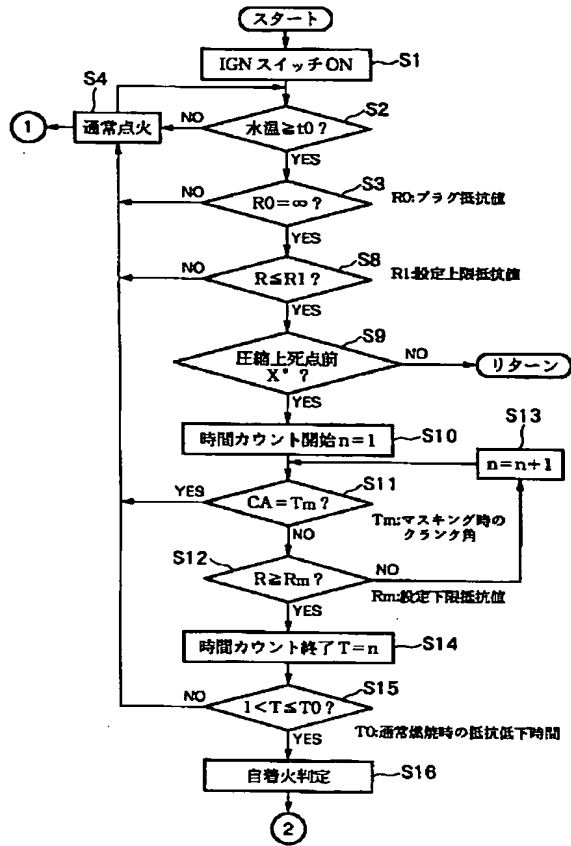 スタート
IGN スイッチ ON
S1
S4
通常点火
1
NO
水温≧t0？
S2
YES
S3
NO
R0＝∞？
R0:プラグ抵抗値
YES
S8
NO
R≦R1？
R1:設定上限抵抗値
YES
S9
圧縮上死点前
X°？
NO
リターン
YES
時間カウント開始 n＝1
S10
S13
n＝n＋1
YES
CA＝Tm？
S11
Tm:マスキング時の
クランク角
NO
S12
R≧Rm？
NO
Rm:設定下限抵抗値
YES
時間カウント終了 T＝n
S14
S15
NO
1＜T≦T0？
T0:通常燃焼時の抵抗低下時間
YES
自着火判定
S16
2